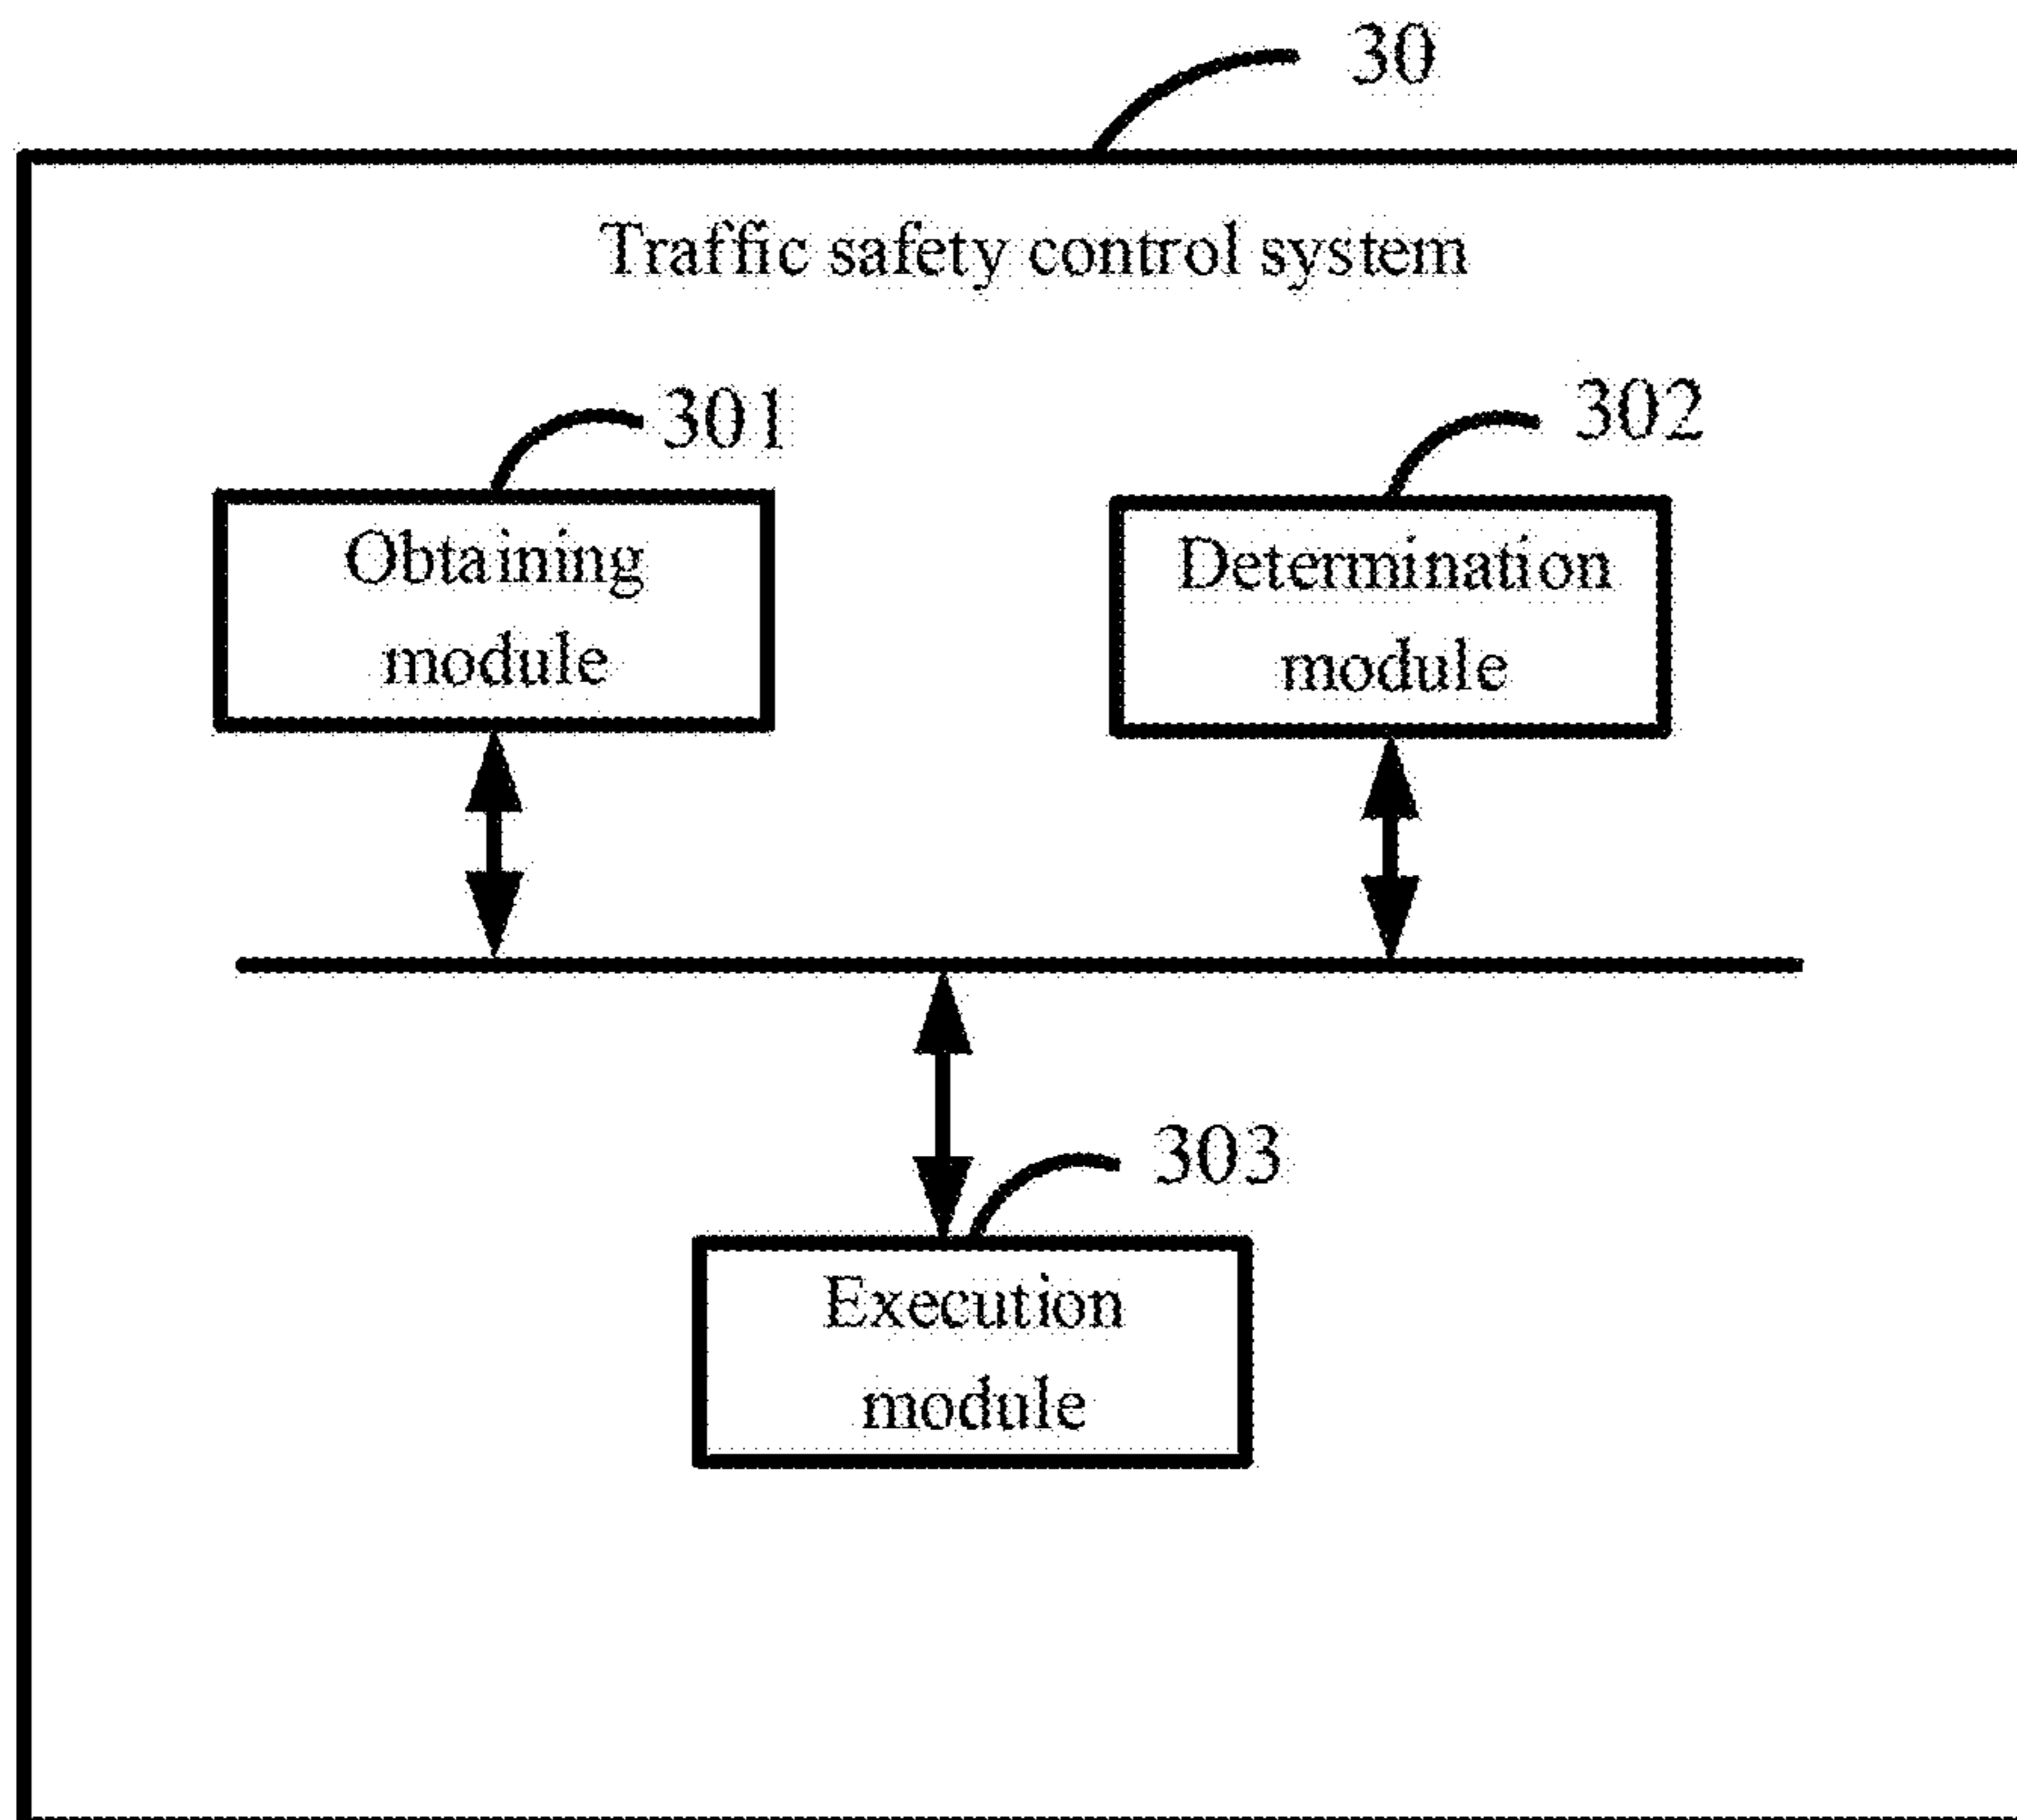 30
Traffic safety control system
301
302
Obtaining
module
Determination
module
303
Execution
module